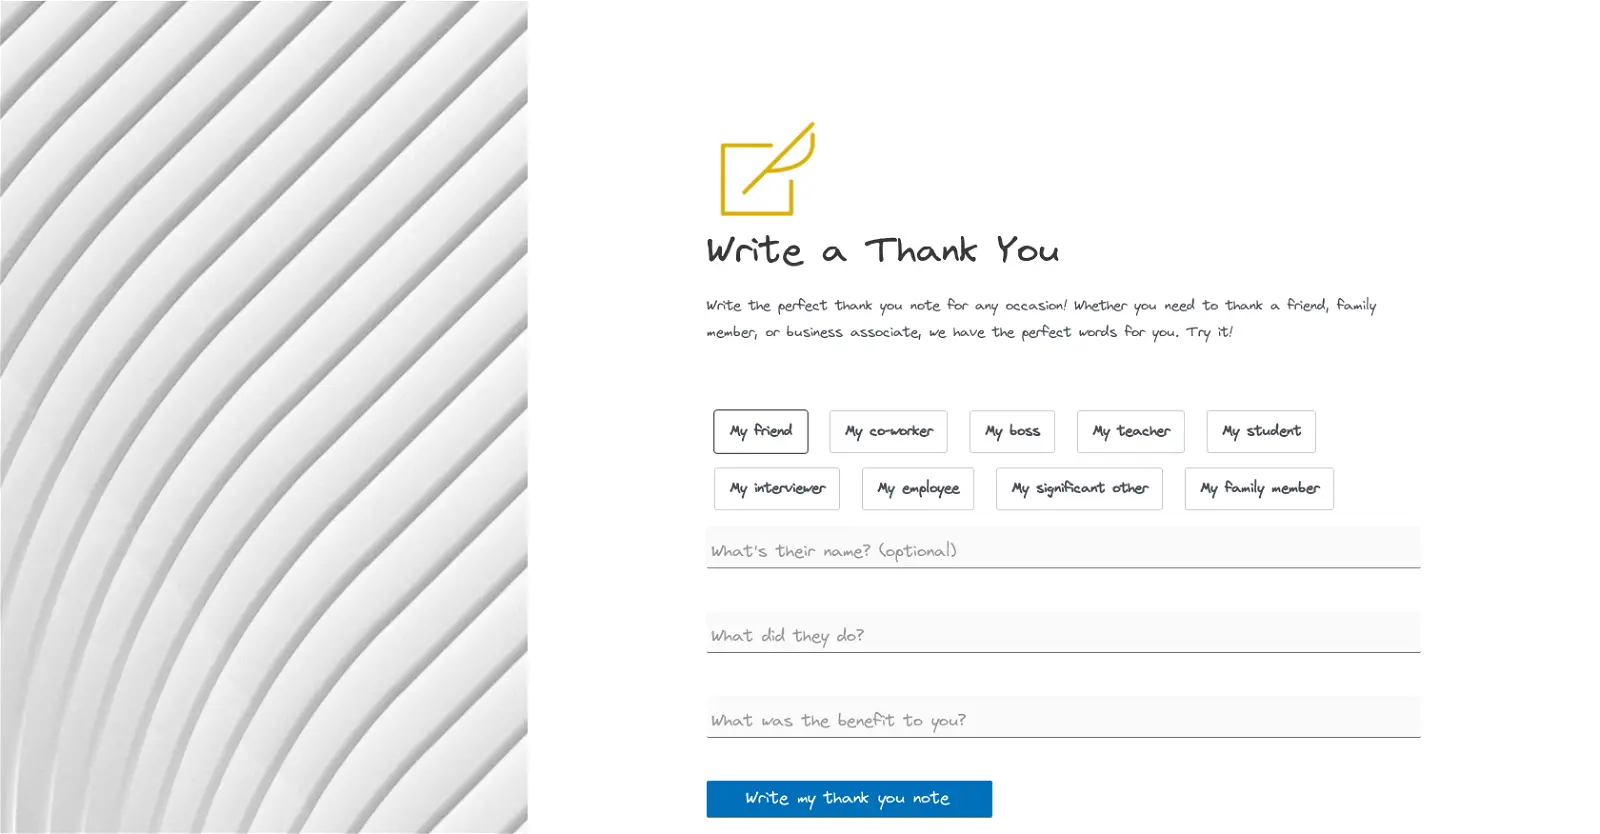 Write a Thank You
Write the perfect thank you note for any occasion! Whether you need to thank a friend, family
member, or business associate, we have the perfect words for you. Try it!
My friend My co-worker My boss My teacher My student
My interviewer My employee My significant other My family member
What's their name? (optional)
What did they do?
What was the benefit to you?
Write my thank you note